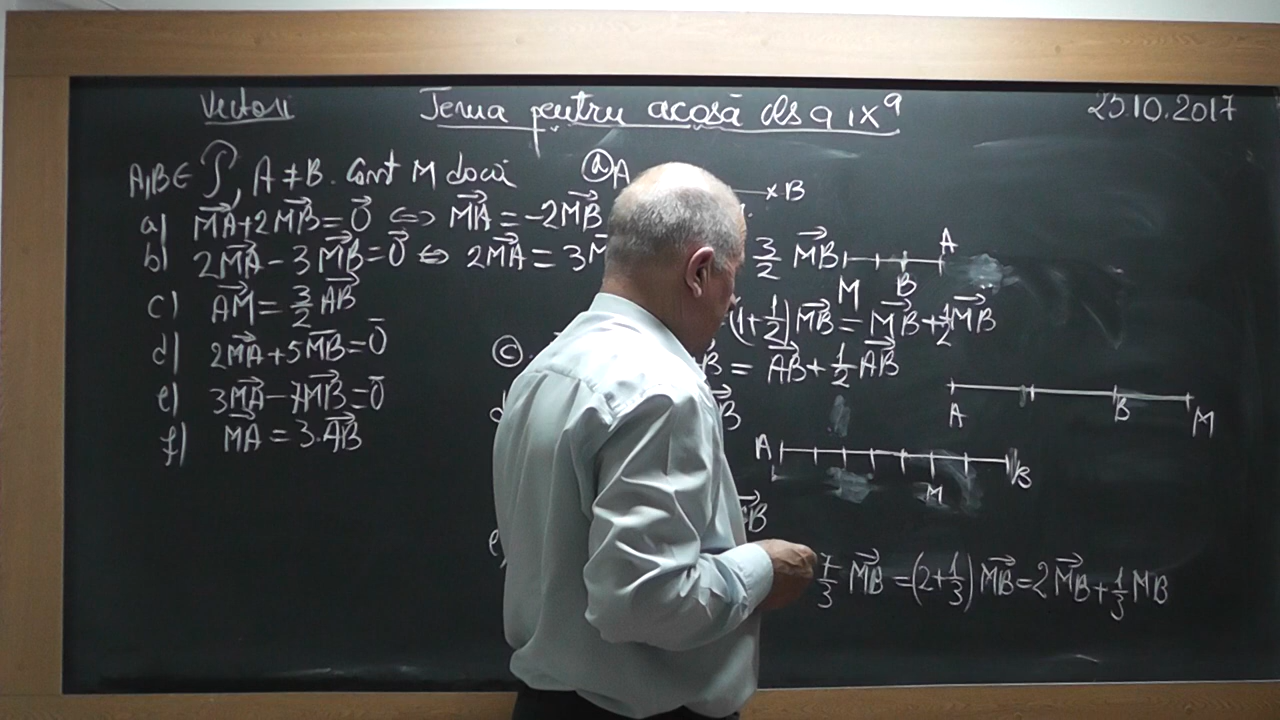 Vectori
Tema pentru acasă cls a IX a
25.10.2017
A,B ∈ A ≠ B. Const M dacă
a) MA⃗ + 2MB⃗ = 0⃗ ⇔ MA⃗ = -2MB⃗
b) 2MA⃗ - 3MB⃗ = 0⃗ ⇔ 2MA⃗ = 3
c) AM⃗ = 3/2 AB⃗
d) 2MA⃗ + 5MB⃗ = 0
e) 3MA⃗ - 7MB⃗ = 0
f) MA⃗ = 3·AB⃗
ⓐ A B
3/2 MB⃗
M B A
(1+1/2)MB⃗ = MB⃗ + 1/2 MB⃗
ⓒ
B = AB⃗ + 1/2 AB⃗
A B M
d
B
A M B
B
e)
7/3 MB⃗ = (2+1/3) MB⃗ = 2MB⃗ + 1/3 MB